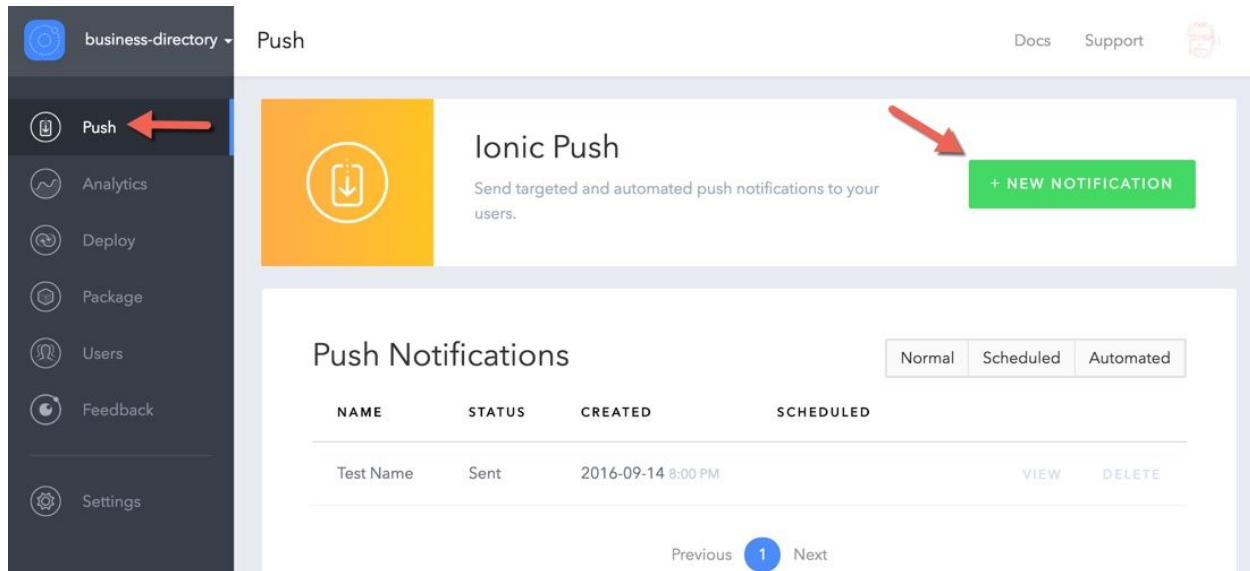 business-directory
Push
Docs
Support
Push
Analytics
Deploy
Package
Users
Feedback
Settings
Ionic Push
Send targeted and automated push notifications to your
users.
+ NEW NOTIFICATION
Push Notifications
Normal Scheduled Automated
NAME STATUS CREATED SCHEDULED
Test Name Sent 2016-09-14 8:00 PM VIEW DELETE
Previous 1 Next